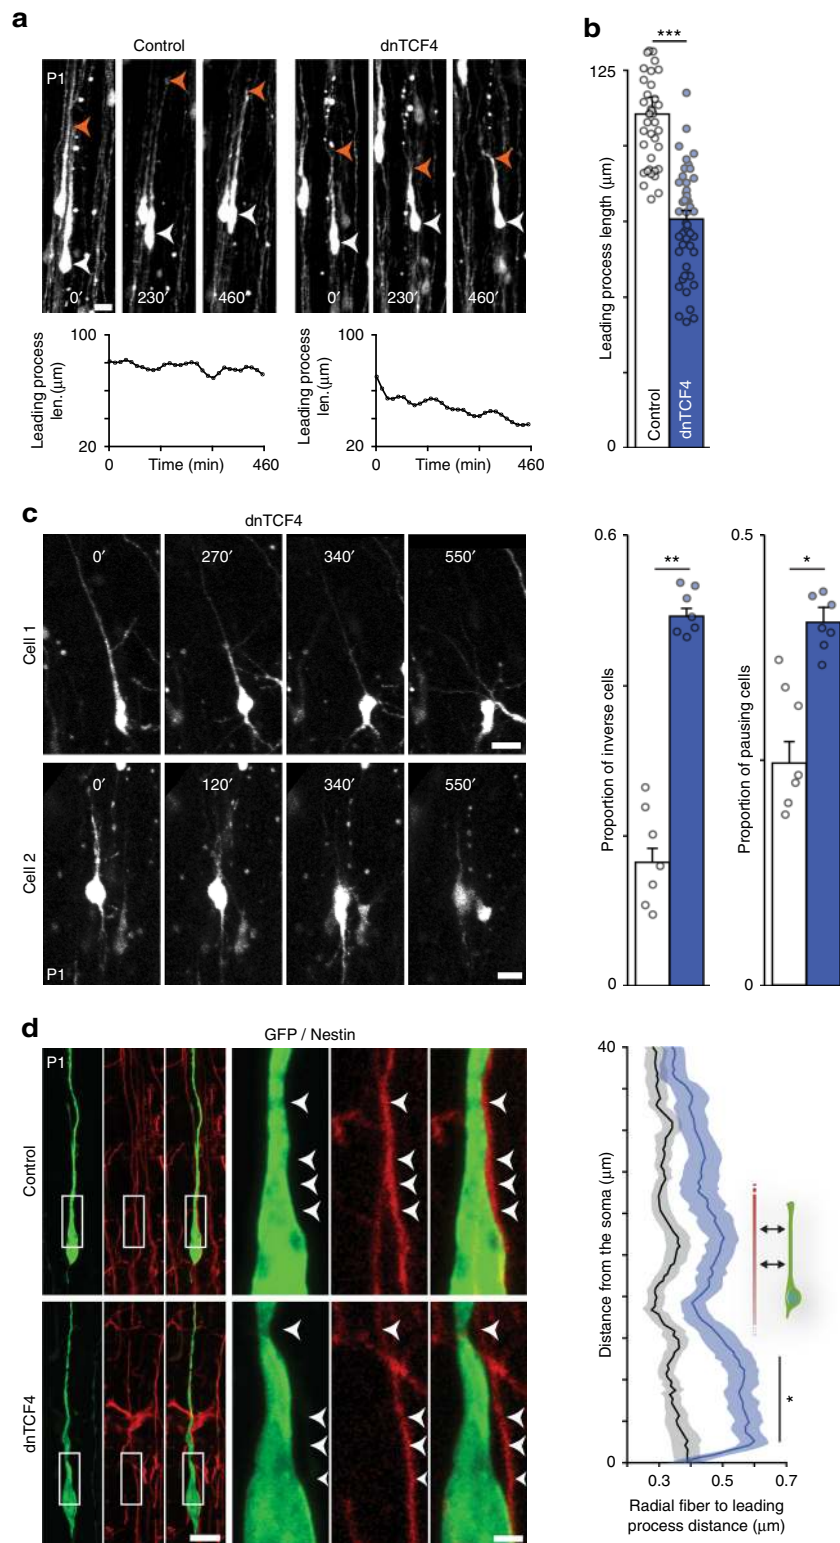 a
Control
dnTCF4
P1
0′
230′
460′
0′
230′
460′
Leading process
len.(μm)
100
20
0
Time (min)
460
Leading process
len.(μm)
100
20
0
Time (min)
460
b
***
125
0
Leading process length (μm)
Control
dnTCF4
c
dnTCF4
Cell 1
0′
270′
340′
550′
Cell 2
0′
120′
340′
550′
P1
0.6
0
Proportion of inverse cells
**
0.5
0
Proportion of pausing cells
*
d
GFP / Nestin
P1
Control
dnTCF4
40
0
Distance from the soma (μm)
*
0.3
0.5
0.7
Radial fiber to leading
process distance (μm)